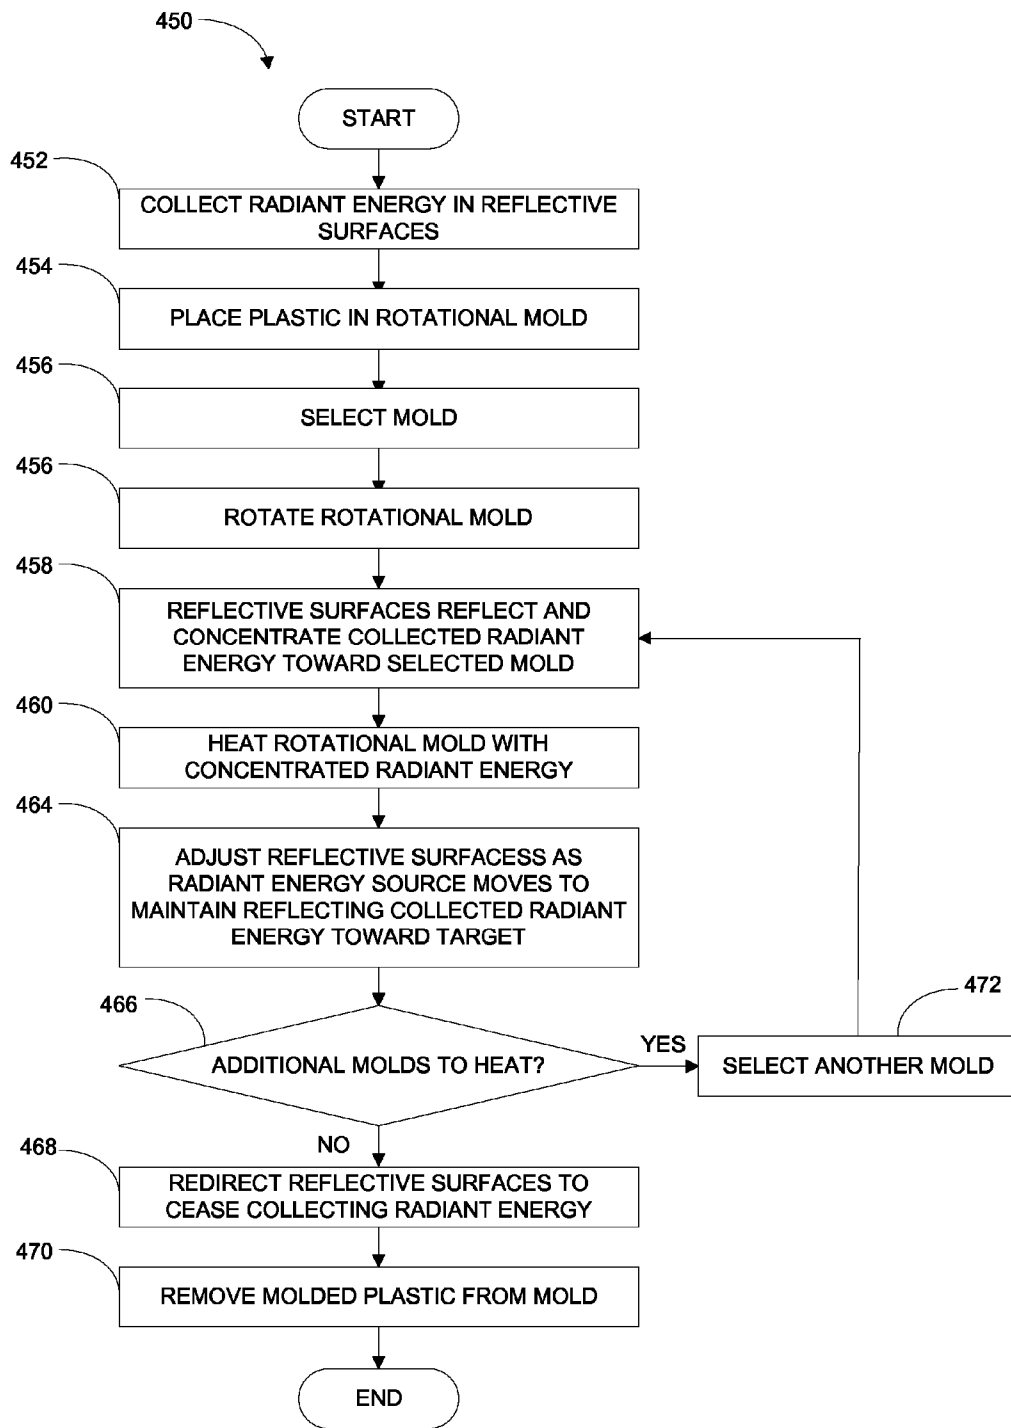 450
START
452
COLLECT RADIANT ENERGY IN REFLECTIVE
SURFACES
454
PLACE PLASTIC IN ROTATIONAL MOLD
456
SELECT MOLD
456
ROTATE ROTATIONAL MOLD
458
REFLECTIVE SURFACES REFLECT AND
CONCENTRATE COLLECTED RADIANT
ENERGY TOWARD SELECTED MOLD
460
HEAT ROTATIONAL MOLD WITH
CONCENTRATED RADIANT ENERGY
464
ADJUST REFLECTIVE SURFACESS AS
RADIANT ENERGY SOURCE MOVES TO
MAINTAIN REFLECTING COLLECTED RADIANT
ENERGY TOWARD TARGET
466
ADDITIONAL MOLDS TO HEAT?
YES
472
SELECT ANOTHER MOLD
NO
468
REDIRECT REFLECTIVE SURFACES TO
CEASE COLLECTING RADIANT ENERGY
470
REMOVE MOLDED PLASTIC FROM MOLD
END